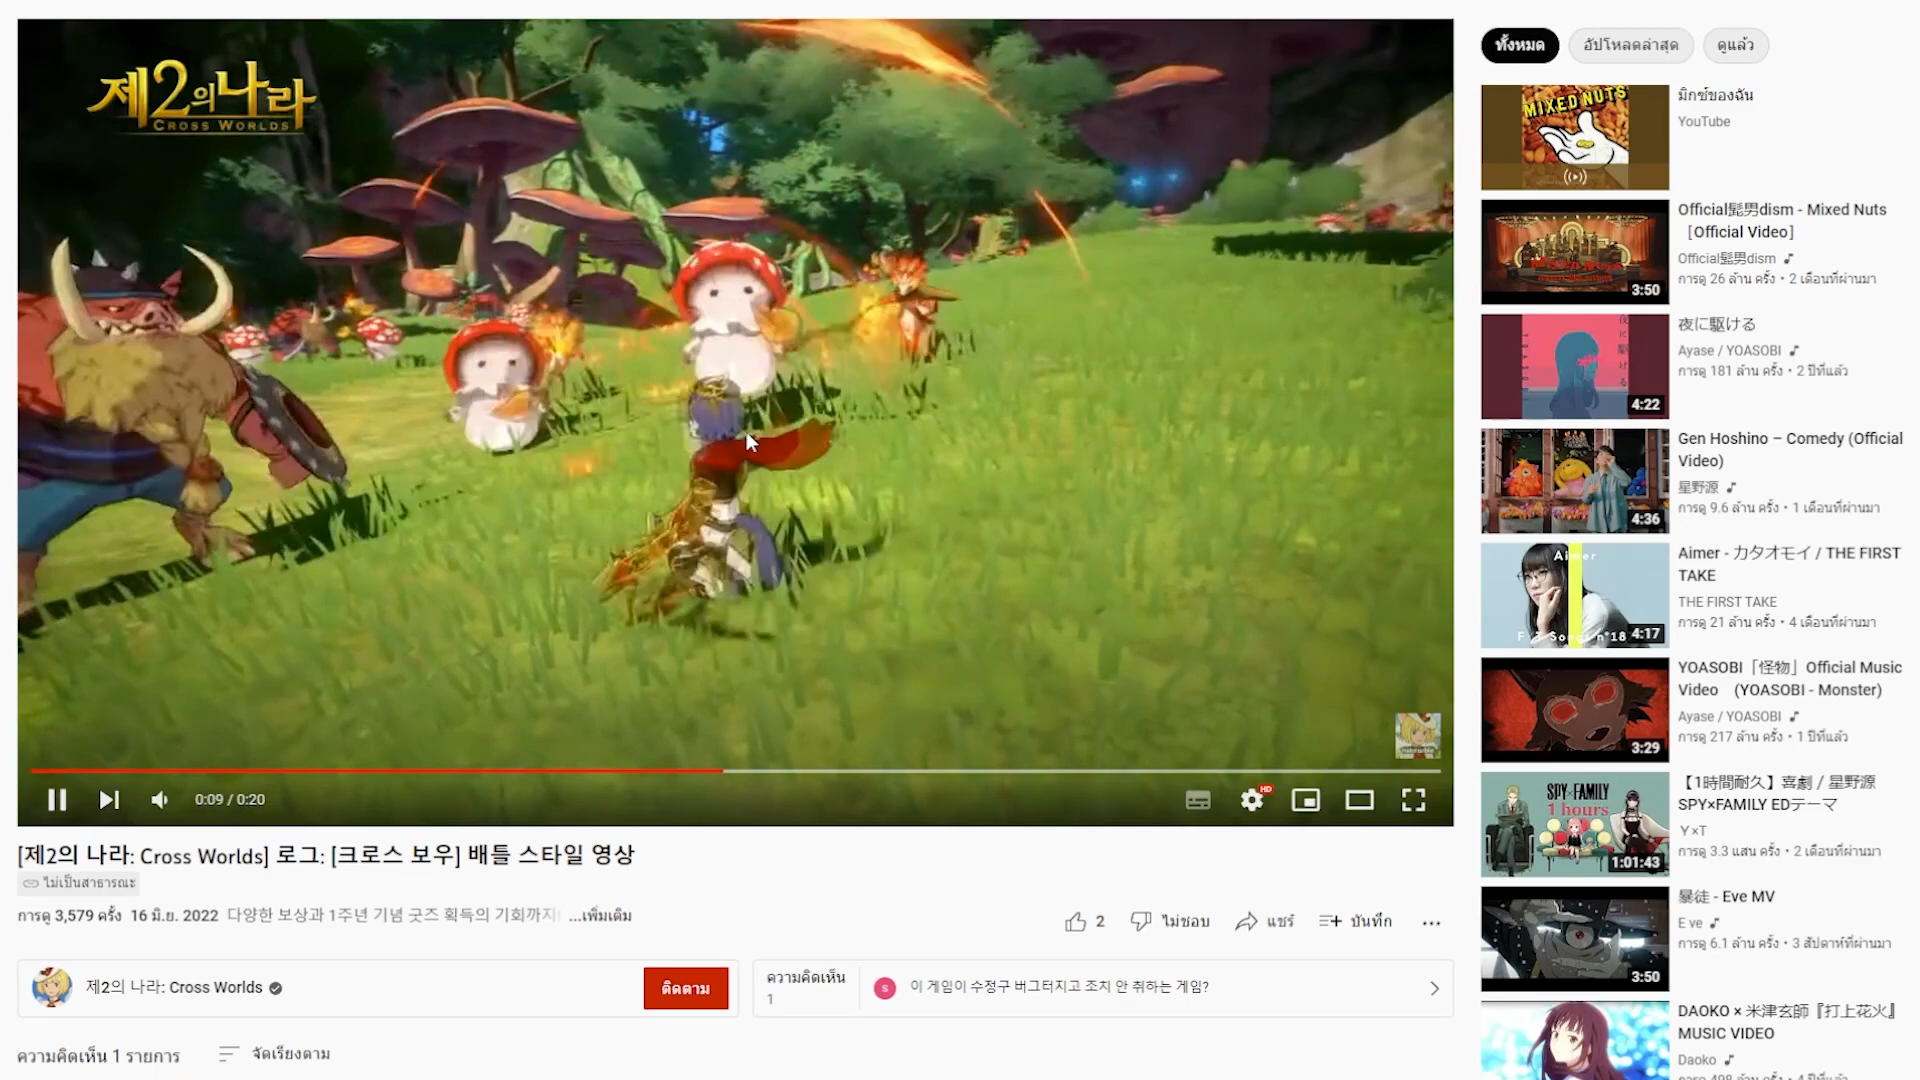 제2의나라
CROSS WORLDS
0:09 / 0:20
HD
[제2의 나라: Cross Worlds] 로그: [크로스 보우] 배틀 스타일 영상
ไม่เป็นสาธารณะ
การดู 3,579 ครั้ง 16 มิ.ย. 2022 다양한 보상과 1주년 기념 굿즈 획득의 기회까지! ...เพิ่มเติม
2 ไม่ชอบ แชร์ บันทึก
제2의 나라: Cross Worlds
ติดตาม
ความคิดเห็น
1
S
이 게임이 수정구 버그터지고 조치 안 취하는 게임?
ความคิดเห็น 1 รายการ
จัดเรียงตาม
ทั้งหมด อัปโหลดล่าสุด ดูแล้ว
MIXED NUTS
มิกซ์ของฉัน
YouTube
3:50
Official髭男dism - Mixed Nuts
［Official Video］
Official髭男dism
การดู 26 ล้าน ครั้ง • 2 เดือนที่ผ่านมา
4:22
夜に駆ける
Ayase / YOASOBI
การดู 181 ล้าน ครั้ง • 2 ปีที่แล้ว
4:36
Gen Hoshino – Comedy (Official
Video)
星野源
การดู 9.6 ล้าน ครั้ง • 1 เดือนที่ผ่านมา
Aimer
4:17
Aimer - カタオモイ / THE FIRST
TAKE
THE FIRST TAKE
การดู 21 ล้าน ครั้ง • 4 เดือนที่ผ่านมา
3:29
YOASOBI「怪物」Official Music
Video　(YOASOBI - Monster)
Ayase / YOASOBI
การดู 217 ล้าน ครั้ง • 1 ปีที่แล้ว
SPY×FAMILY
1 hours
1:01:43
【1時間耐久】喜劇 / 星野源
SPY×FAMILY EDテーマ
Y×T
การดู 3.3 แสน ครั้ง • 2 เดือนที่ผ่านมา
3:50
暴徒 - Eve MV
E ve
การดู 6.1 ล้าน ครั้ง • 3 สัปดาห์ที่ผ่านมา
DAOKO × 米津玄師『打上花火』
MUSIC VIDEO
Daoko